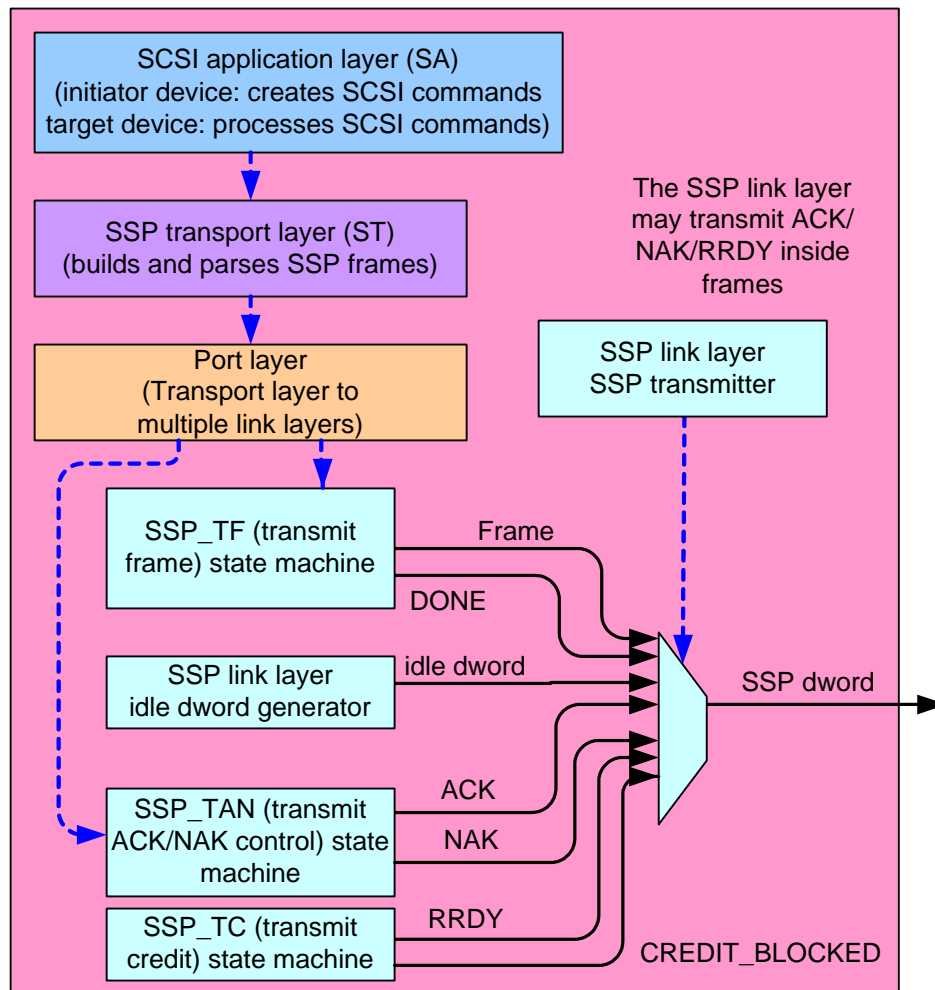 SCSI application layer (SA)
(initiator device: creates SCSI commands
target device: processes SCSI commands)
The SSP link layer
may transmit ACK/
NAK/RRDY inside
frames
SSP transport layer (ST)
(builds and parses SSP frames)
Port layer
(Transport layer to
multiple link layers)
SSP link layer
SSP transmitter
SSP_TF (transmit
frame) state machine
Frame
DONE
SSP link layer
idle dword generator
idle dword
SSP dword
SSP_TAN (transmit
ACK/NAK control) state
machine
ACK
NAK
SSP_TC (transmit
credit) state machine
RRDY
CREDIT_BLOCKED